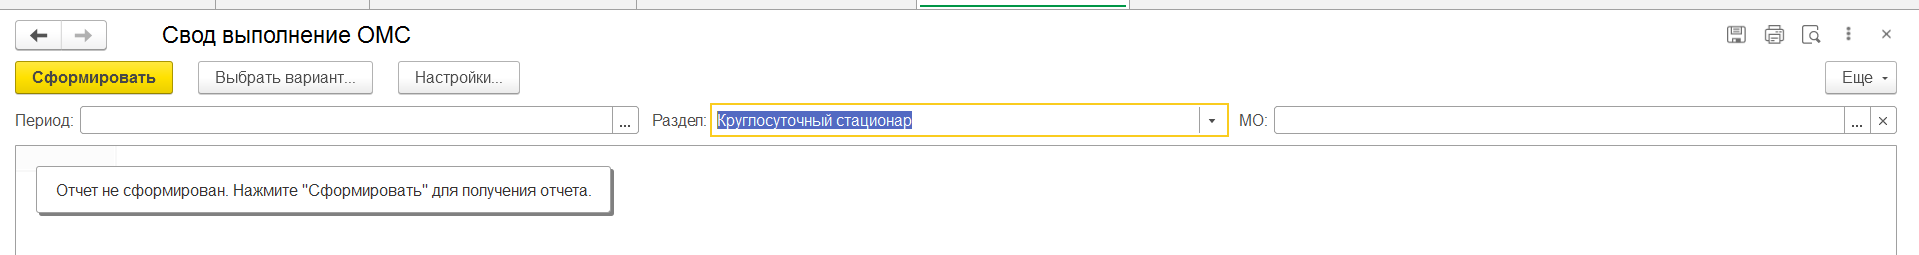 Свод выполнение ОМС
Сформировать Выбрать вариант... Настройки... Еще
Период: ... Раздел: Круглосуточный стационар МО: ...
Отчет не сформирован. Нажмите "Сформировать" для получения отчета.